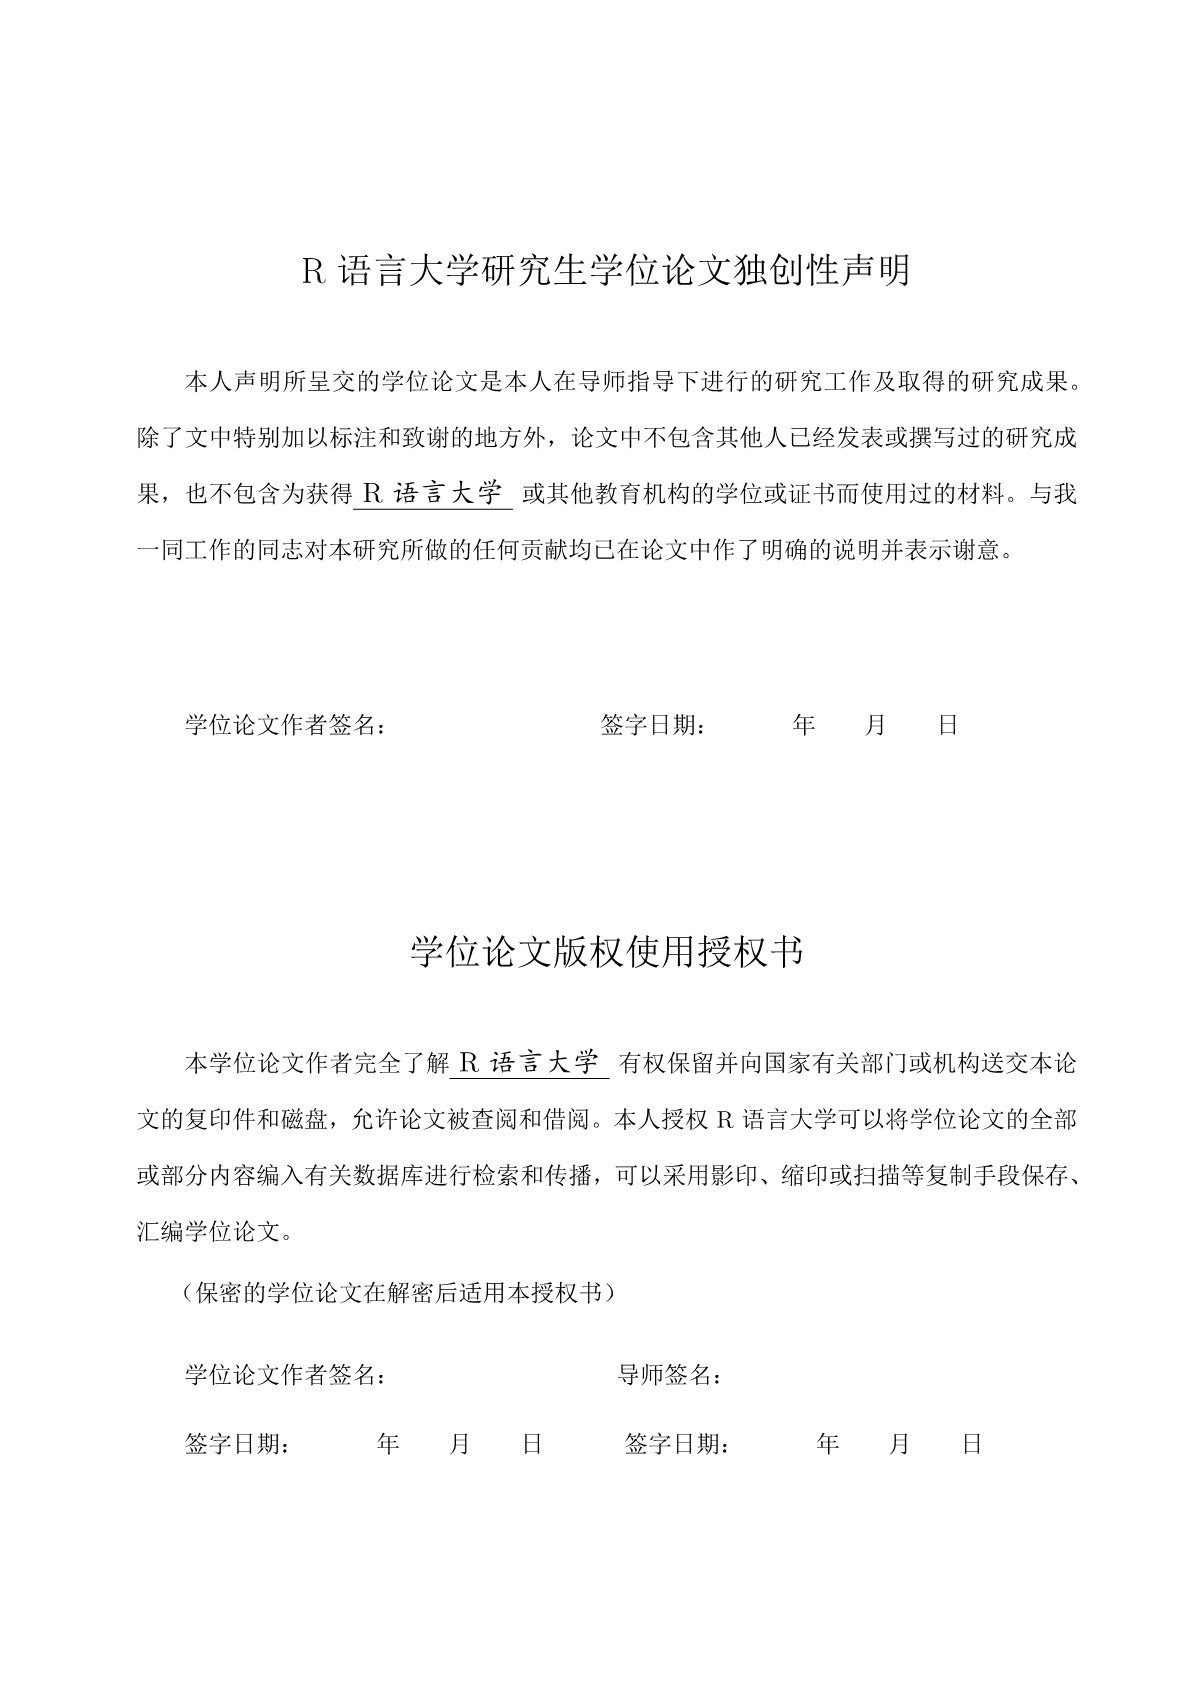 R 语言大学研究生学位论文独创性声明
本人声明所呈交的学位论文是本人在导师指导下进行的研究工作及取得的研究成果。
除了文中特别加以标注和致谢的地方外，论文中不包含其他人已经发表或撰写过的研究成
果，也不包含为获得 R 语言大学 或其他教育机构的学位或证书而使用过的材料。与我
一同工作的同志对本研究所做的任何贡献均已在论文中作了明确的说明并表示谢意。
学位论文作者签名： 签字日期： 年 月 日
学位论文版权使用授权书
本学位论文作者完全了解 R 语言大学 有权保留并向国家有关部门或机构送交本论
文的复印件和磁盘，允许论文被查阅和借阅。本人授权 R 语言大学可以将学位论文的全部
或部分内容编入有关数据库进行检索和传播，可以采用影印、缩印或扫描等复制手段保存、
汇编学位论文。
（保密的学位论文在解密后适用本授权书）
学位论文作者签名： 导师签名：
签字日期： 年 月 日 签字日期： 年 月 日